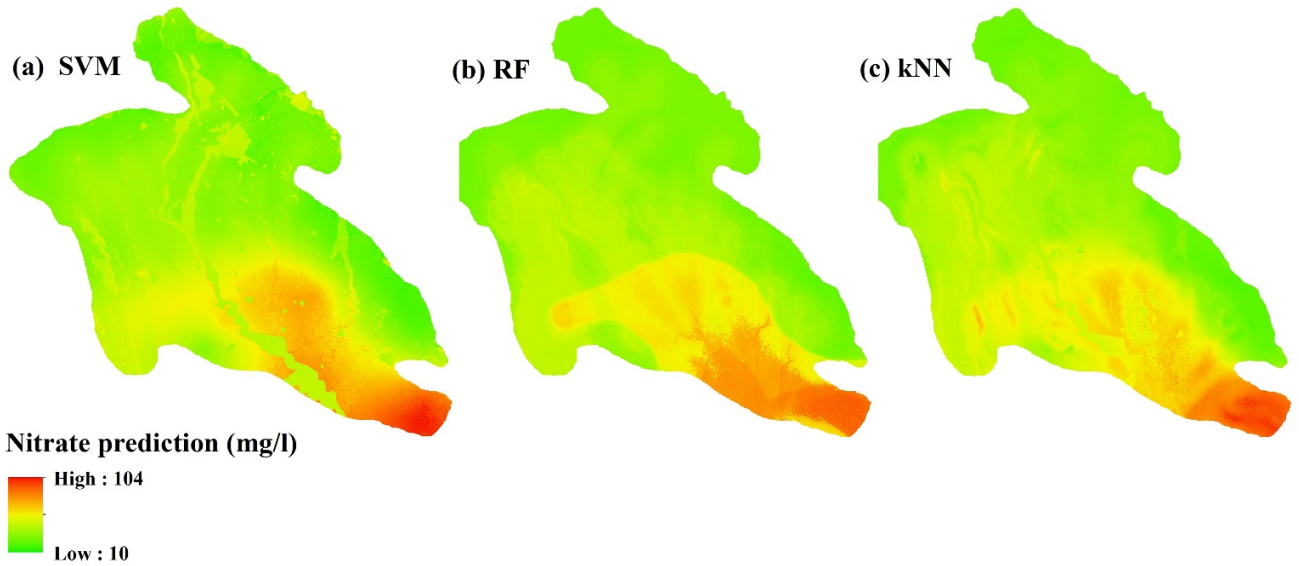 (a) SVM
(b) RF
(c) kNN
Nitrate prediction (mg/l)
High : 104
Low : 10